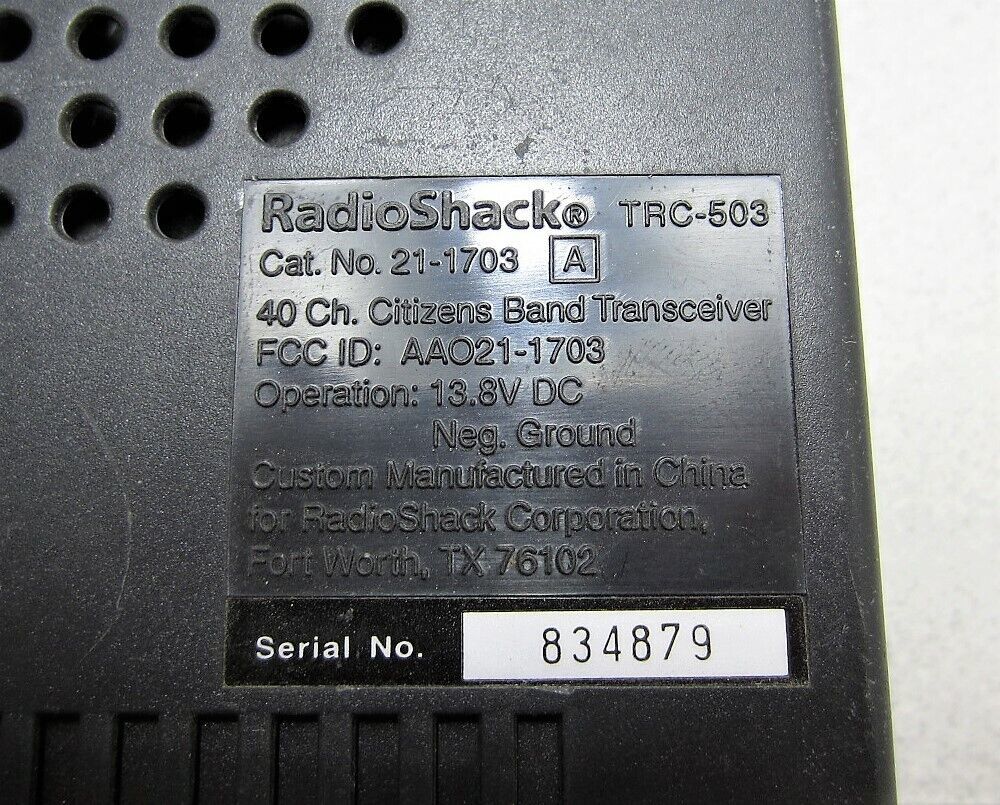 RadioShack® TRC-503
Cat. No. 21-1703 A
40 Ch. Citizens Band Transceiver
FCC ID: AAO21-1703
Operation: 13.8V DC
Neg. Ground
Custom Manufactured in China
for RadioShack Corporation,
Fort Worth, TX 76102
Serial No. 834879